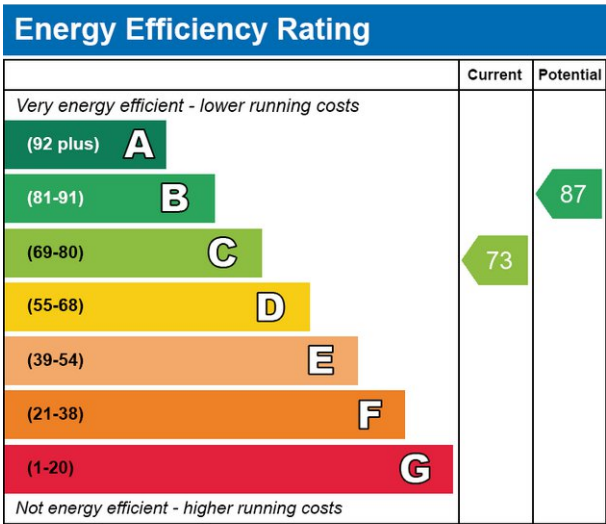 Energy Efficiency Rating
Current Potential
Very energy efficient - lower running costs
(92 plus) A
(81-91) B 87
(69-80) C 73
(55-68) D
(39-54) E
(21-38) F
(1-20) G
Not energy efficient - higher running costs